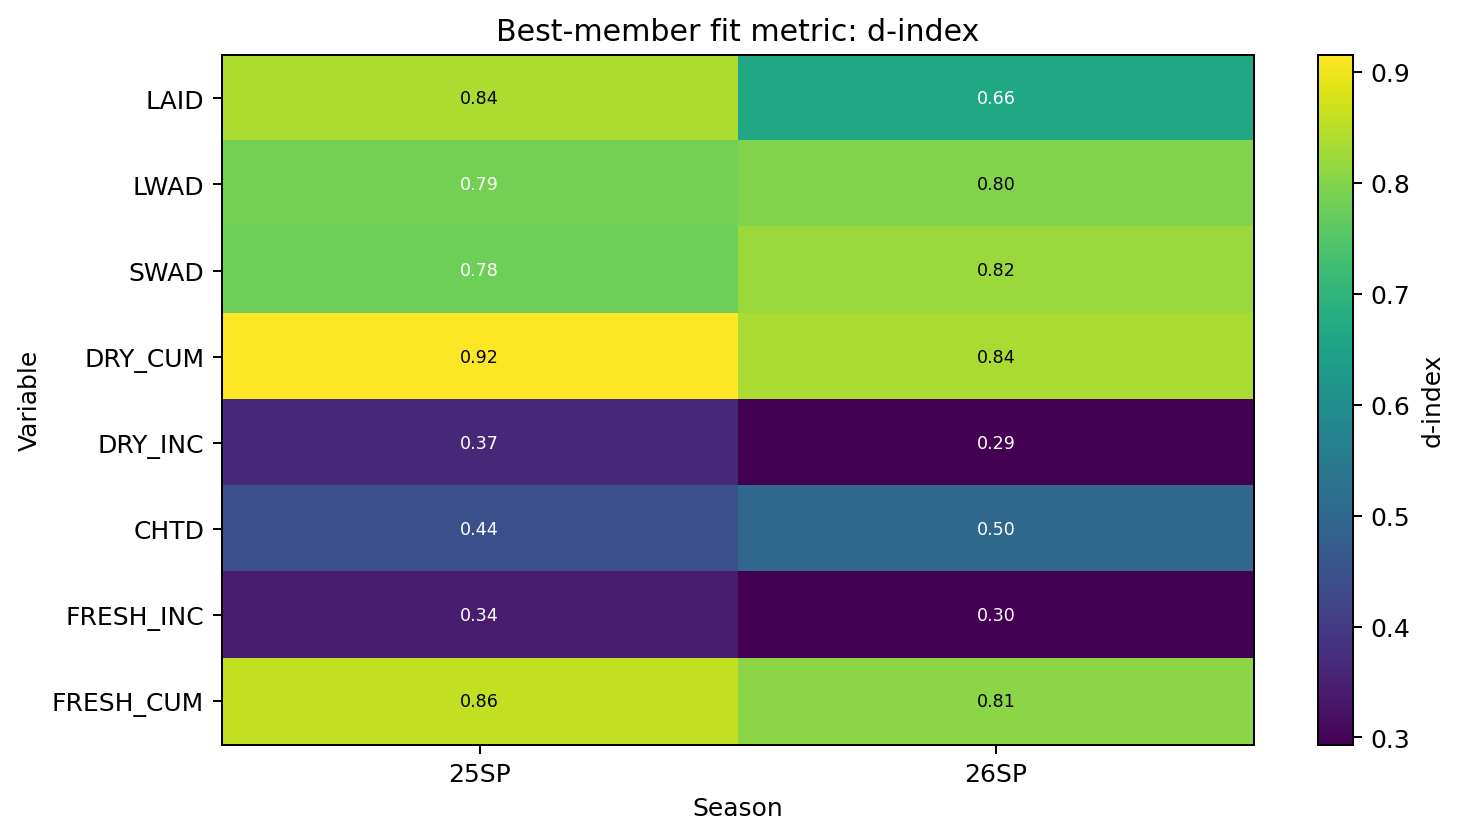 Best-member fit metric: d-index
LAID 0.84 0.66 0.9
LWAD 0.79 0.80 0.8
SWAD 0.78 0.82 0.7
DRY_CUM 0.92 0.84
Variable
d-index
0.6
DRY_INC 0.37 0.29
CHTD 0.44 0.50 0.5
FRESH_INC 0.34 0.30 0.4
FRESH_CUM 0.86 0.81 0.3
25SP 26SP
Season